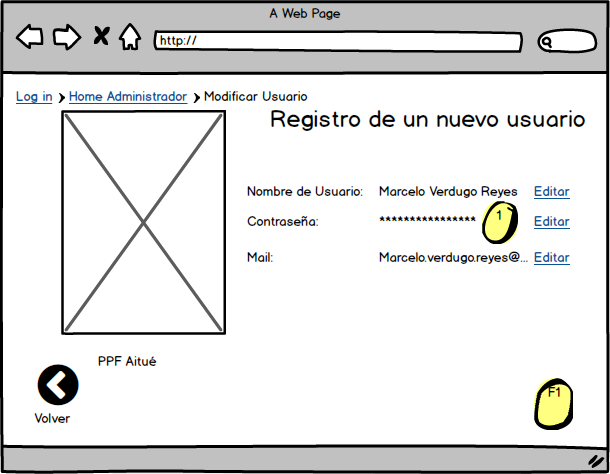 A Web Page
http://
Log in > Home Administrador > Modificar Usuario
Registro de un nuevo usuario
Nombre de Usuario: Marcelo Verdugo Reyes Editar
Contraseña: **************** 1 Editar
Mail: Marcelo.verdugo.reyes@... Editar
PPF Aitué
Volver
F1